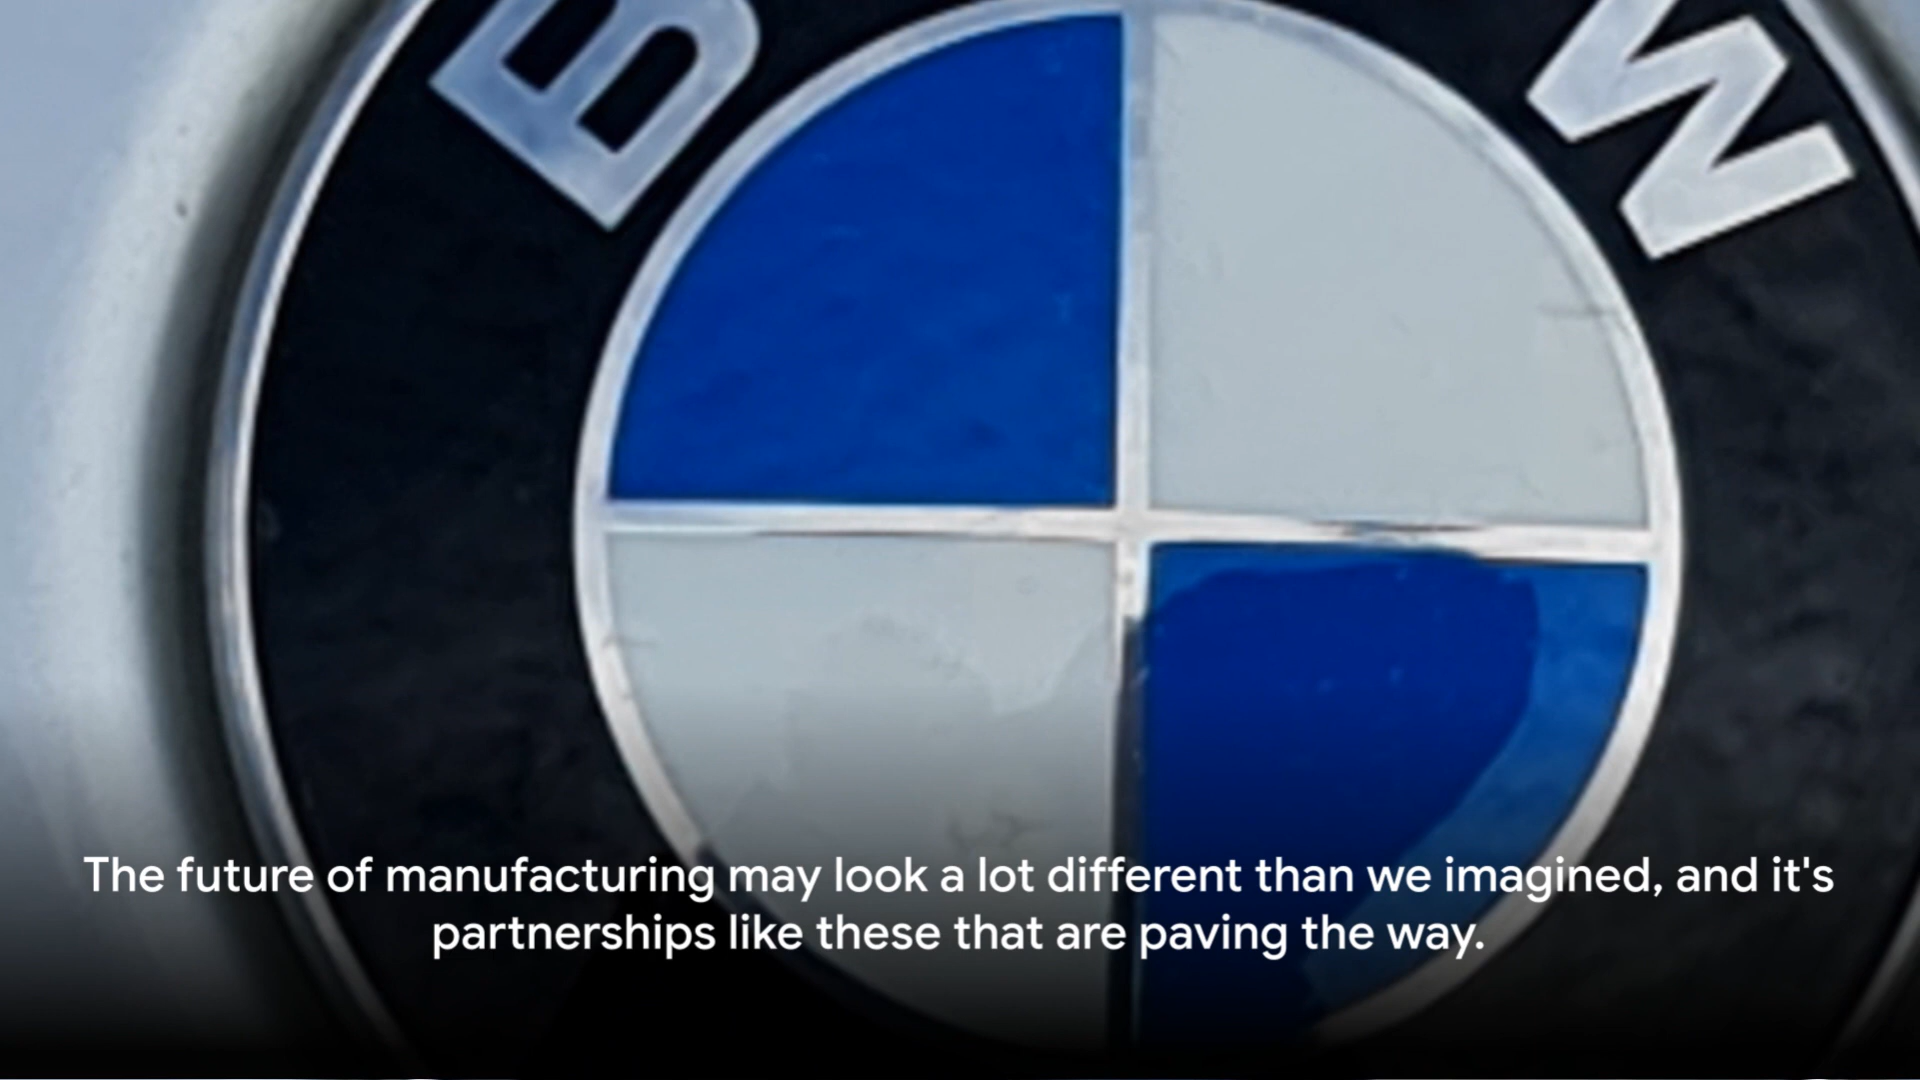 B W
The future of manufacturing may look a lot different than we imagined, and it's
partnerships like these that are paving the way.